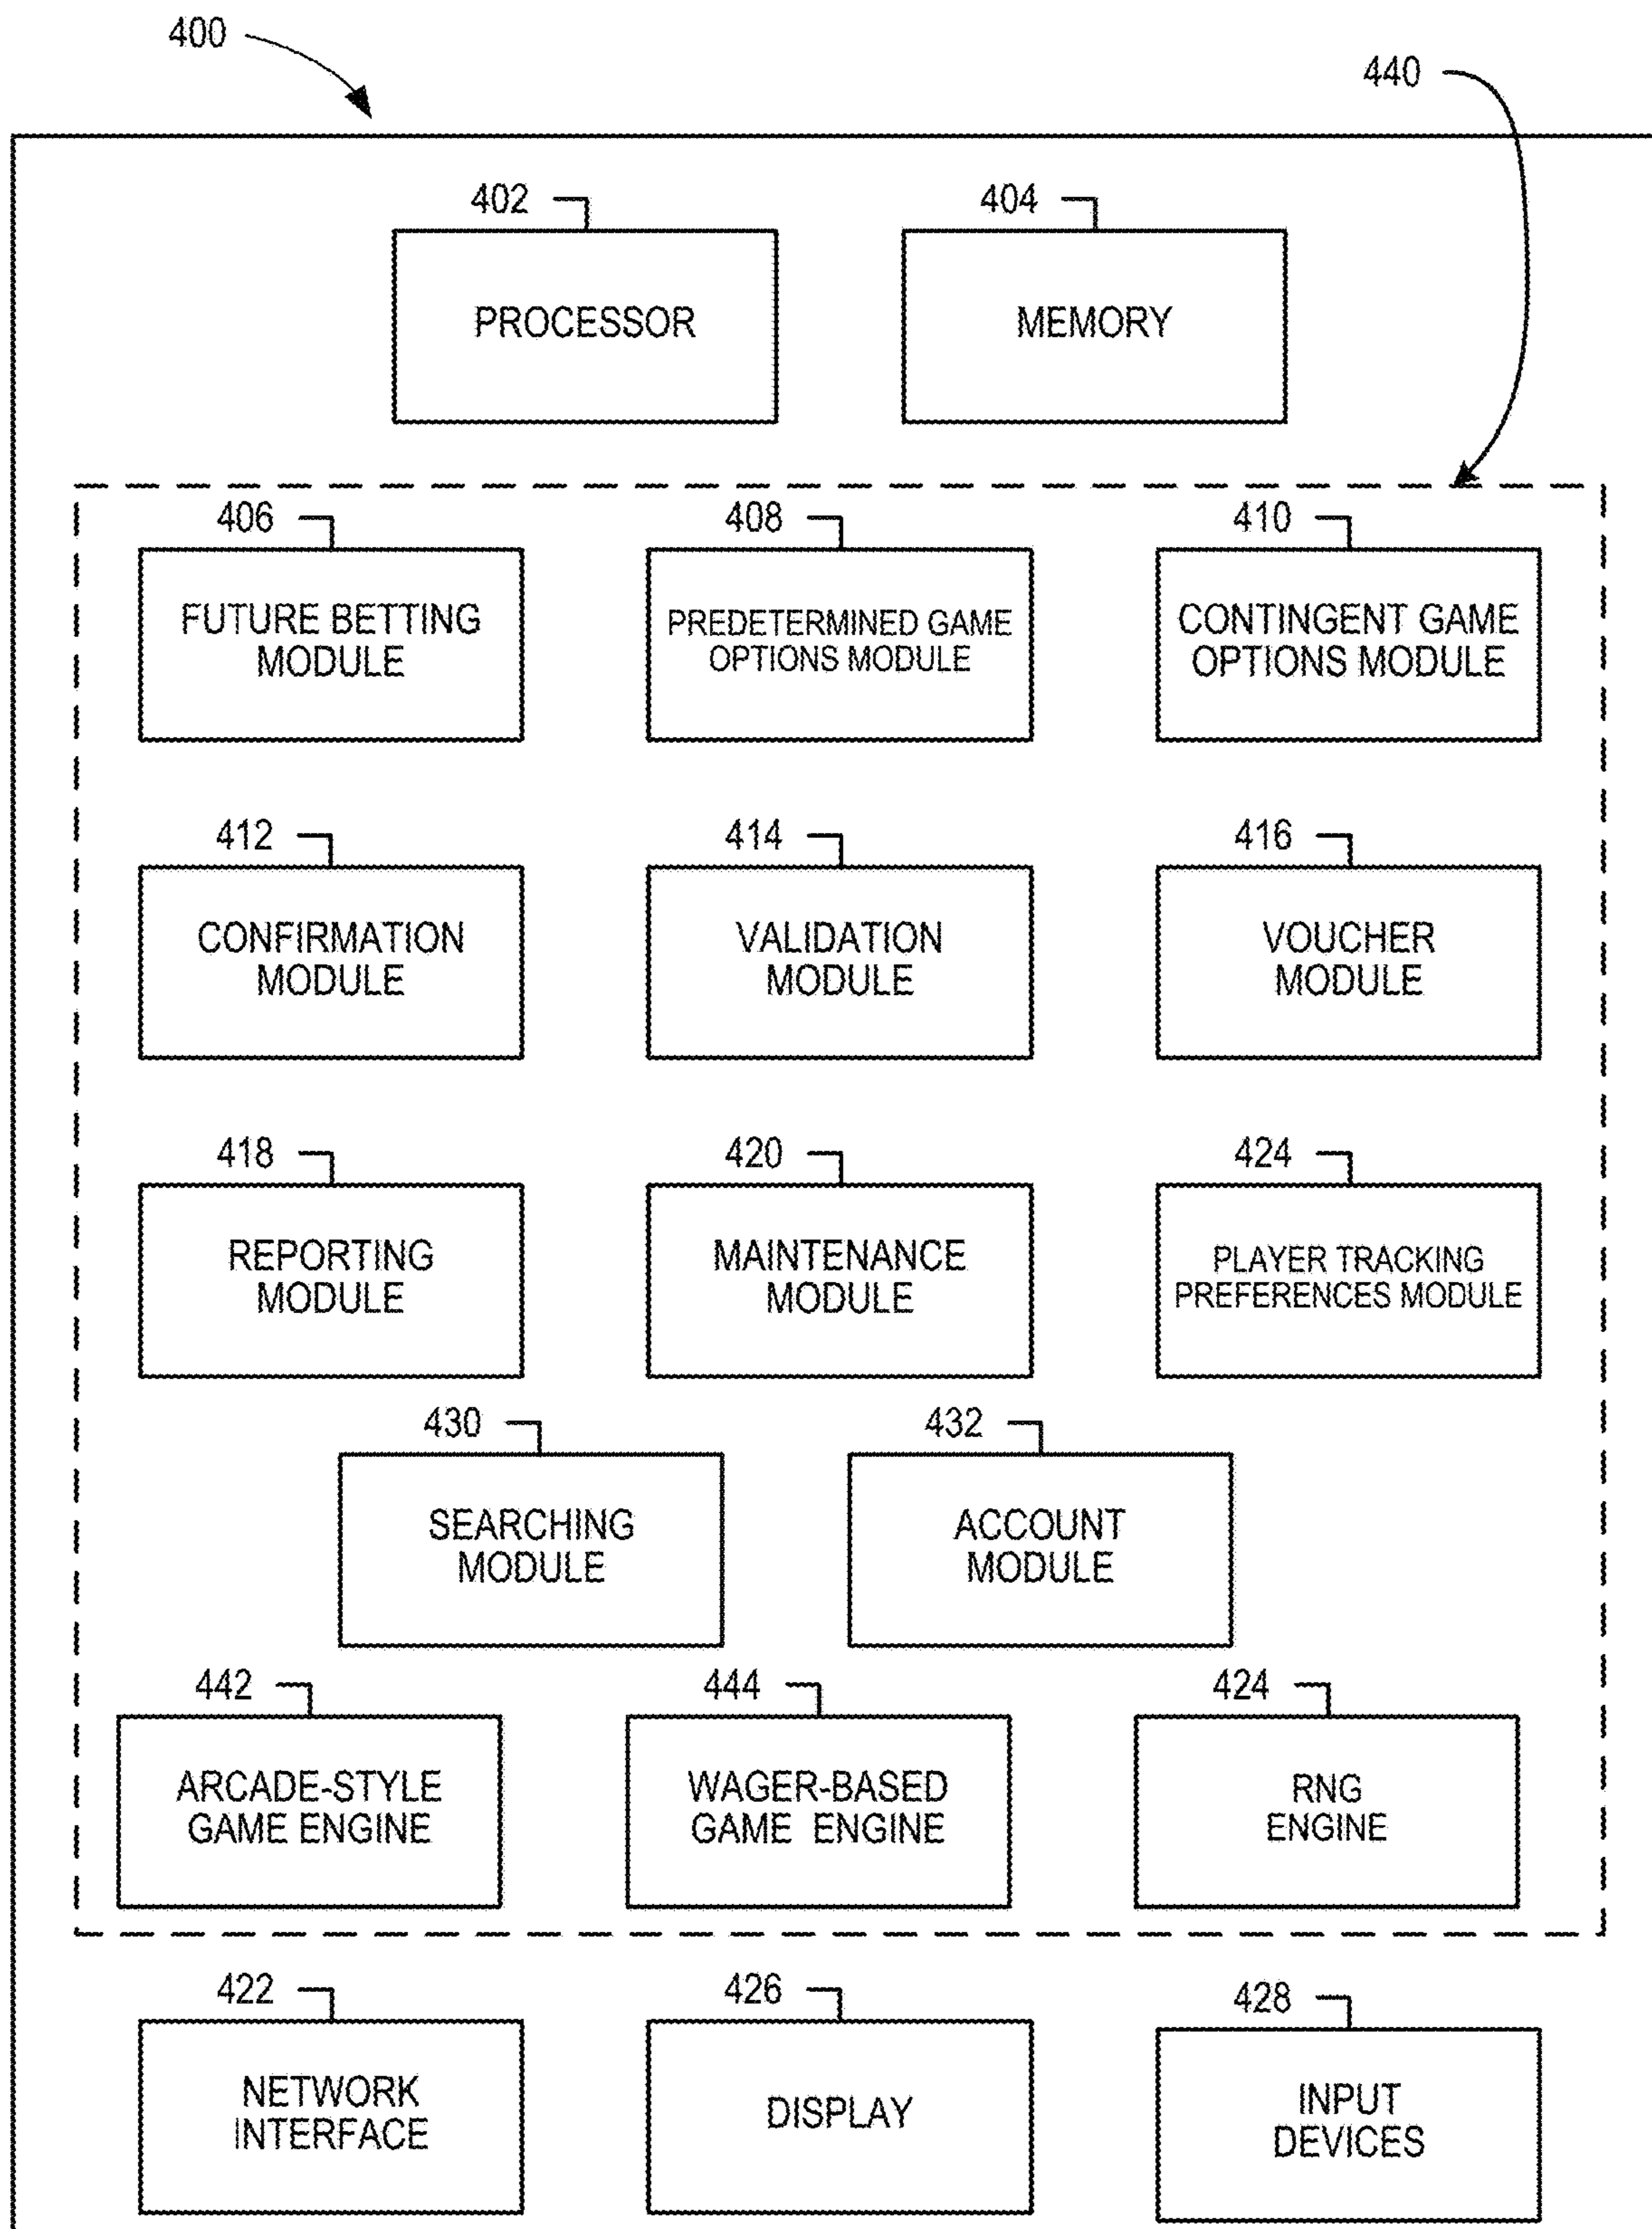 400
440
402
404
PROCESSOR
MEMORY
406
408
410
FUTURE BETTING
MODULE
PREDETERMINED GAME
OPTIONS MODULE
CONTINGENT GAME
OPTIONS MODULE
412
414
416
CONFIRMATION
MODULE
VALIDATION
MODULE
VOUCHER
MODULE
418
420
424
REPORTING
MODULE
MAINTENANCE
MODULE
PLAYER TRACKING
PREFERENCES MODULE
430
432
SEARCHING
MODULE
ACCOUNT
MODULE
442
444
424
ARCADE-STYLE
GAME ENGINE
WAGER-BASED
GAME ENGINE
RNG
ENGINE
422
426
428
NETWORK
INTERFACE
DISPLAY
INPUT
DEVICES